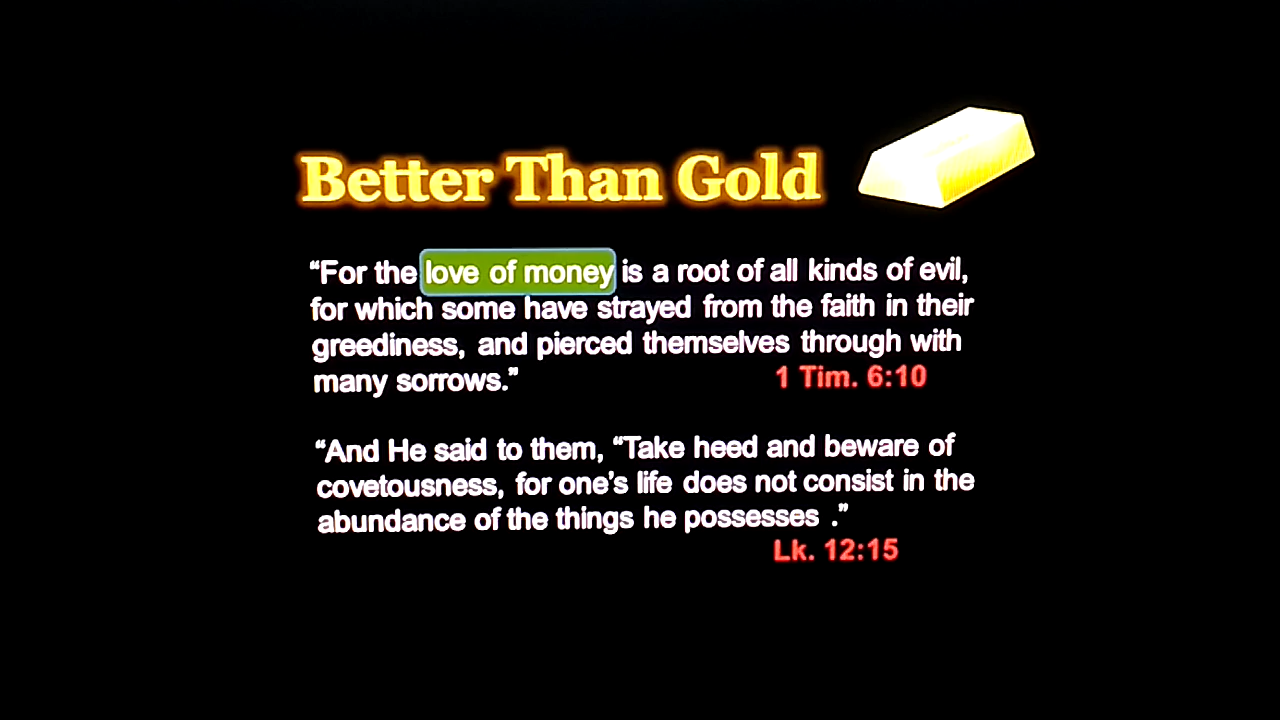 Better Than Gold
“For the love of money is a root of all kinds of evil,
for which some have strayed from the faith in their
greediness, and pierced themselves through with
many sorrows.”
1 Tim. 6:10
“And He said to them, “Take heed and beware of
covetousness, for one’s life does not consist in the
abundance of the things he possesses .”
Lk. 12:15